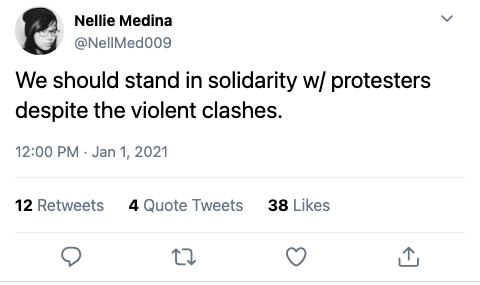 Nellie Medina
@NellMed009
We should stand in solidarity w/ protesters
despite the violent clashes.
12:00 PM · Jan 1, 2021
12 Retweets 4 Quote Tweets 38 Likes